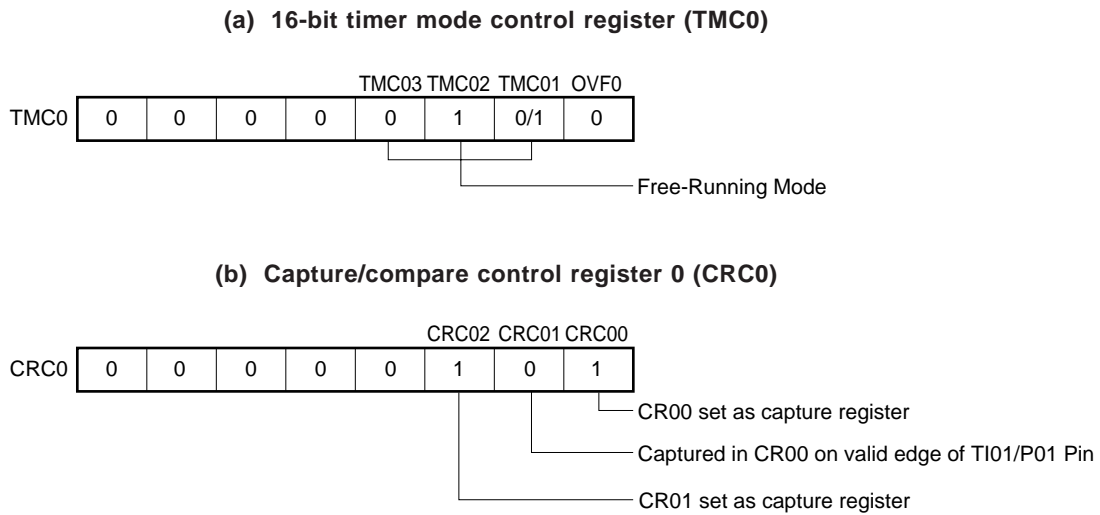 (a) 16-bit timer mode control register (TMC0)
TMC03 TMC02 TMC01 OVF0
TMC0 0 0 0 0 0 1 0/1 0
Free-Running Mode
(b) Capture/compare control register 0 (CRC0)
CRC02 CRC01 CRC00
CRC0 0 0 0 0 0 1 0 1
CR00 set as capture register
Captured in CR00 on valid edge of TI01/P01 Pin
CR01 set as capture register